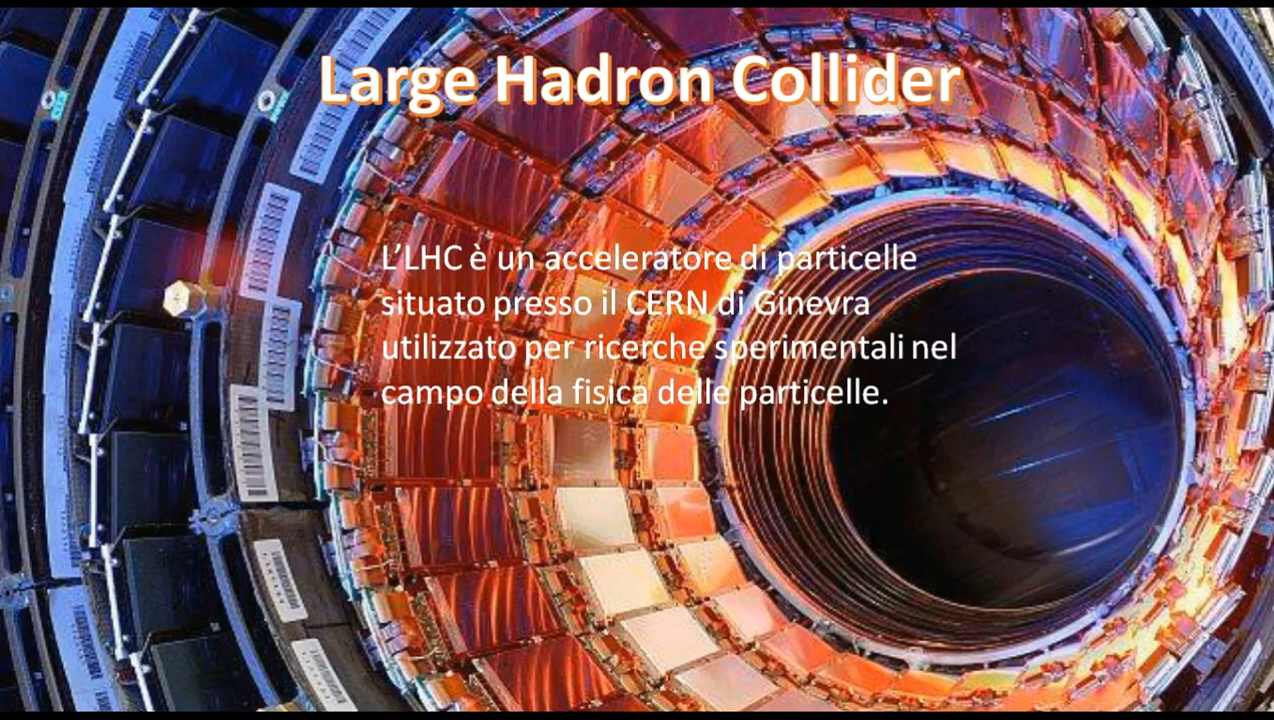 Large Hadron Collider
L’LHC è un acceleratore di particelle
situato presso il CERN di Ginevra
utilizzato per ricerche sperimentali nel
campo della fisica delle particelle.